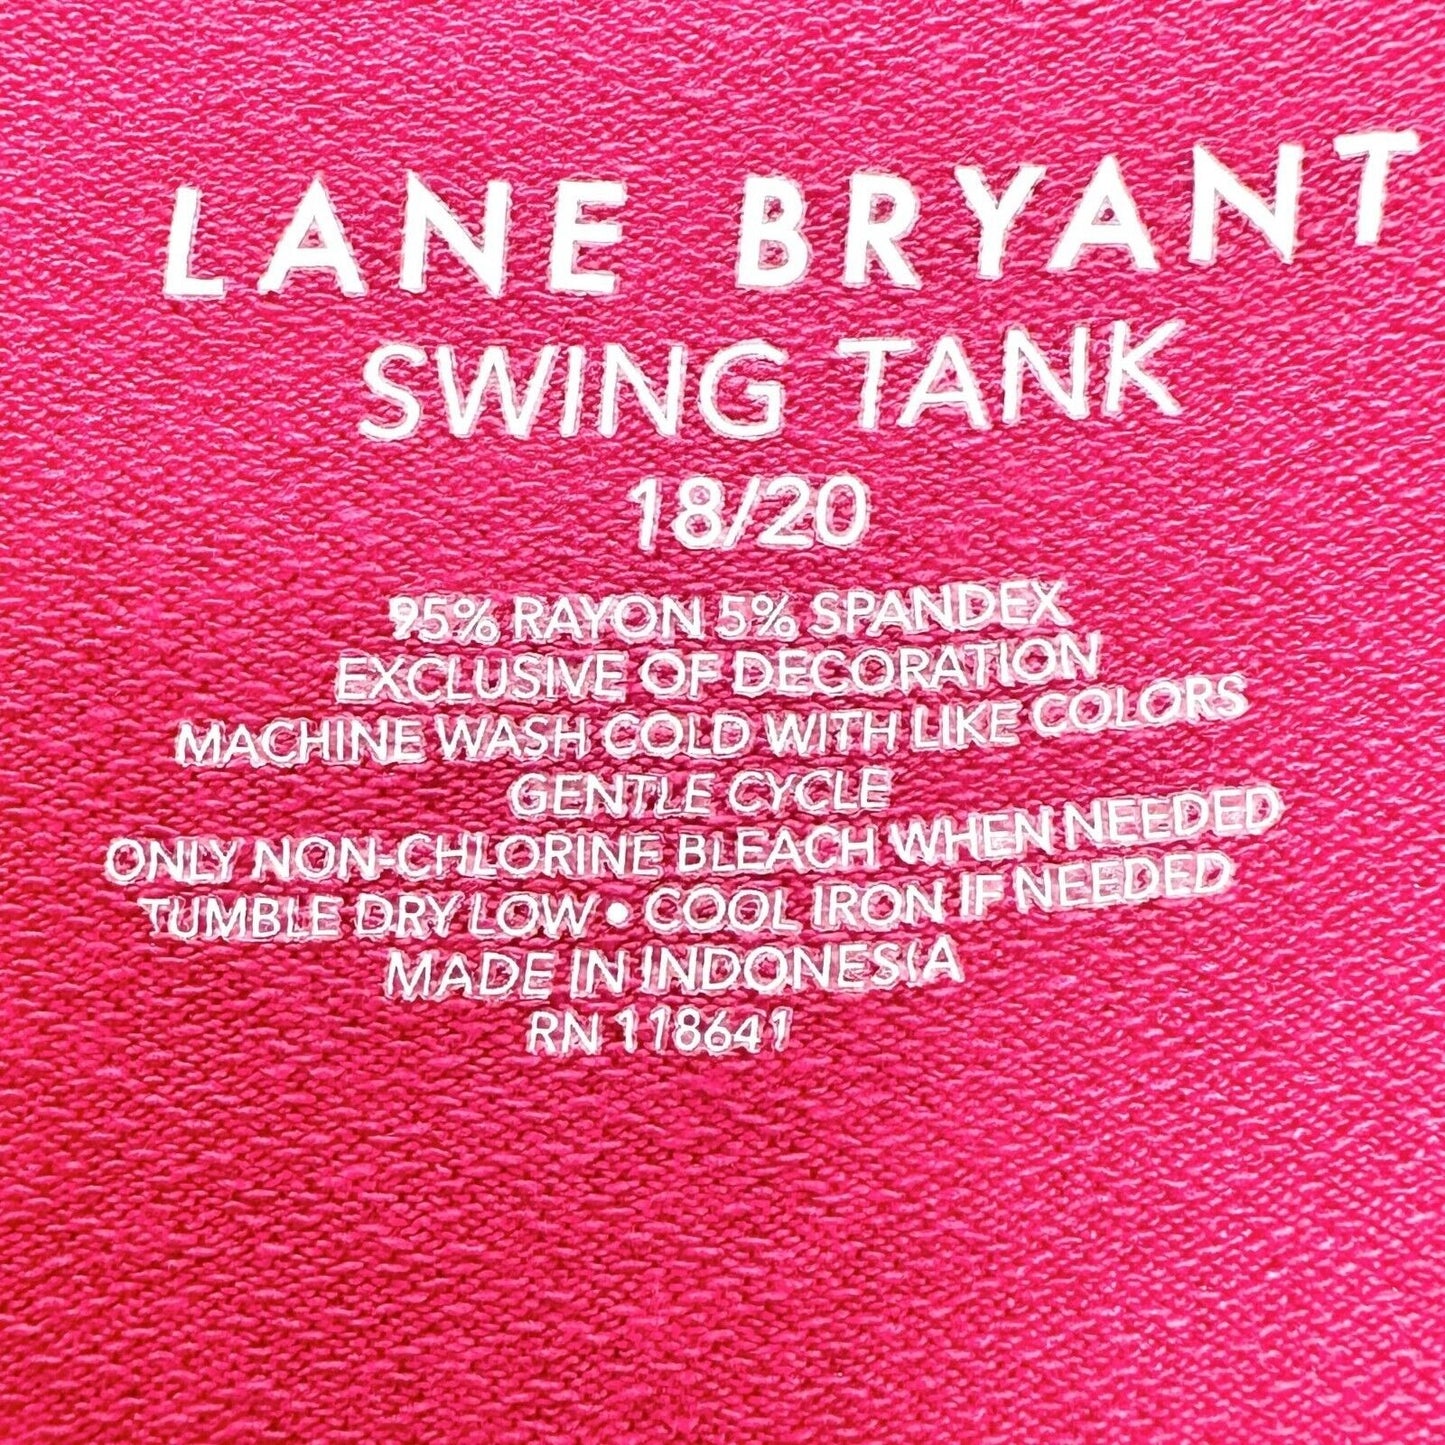 LANE BRYANT
SWING TANK
18/20
95% RAYON 5% SPANDEX
EXCLUSIVE OF DECORATION
MACHINE WASH COLD WITH LIKE COLORS
GENTLE CYCLE
ONLY NON-CHLORINE BLEACH WHEN NEEDED
TUMBLE DRY LOW • COOL IRON IF NEEDED
MADE IN INDONESIA
RN 118641